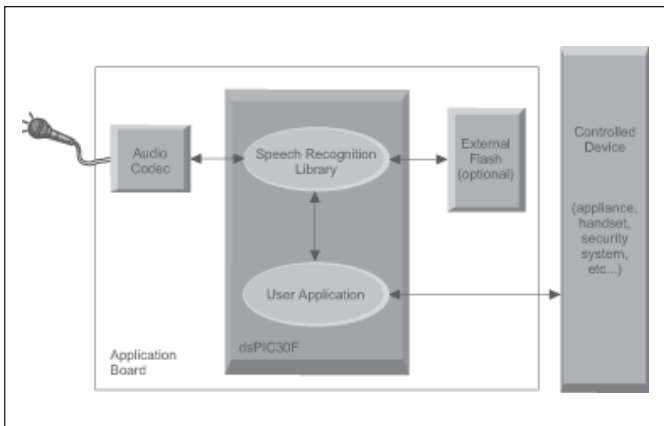 Audio
Codec
Speech Recognition
Library
External
Flash
(optional)
Controlled
Device
(appliance,
handset,
security
system,
etc...)
User Application
dsPIC30F
Application
Board